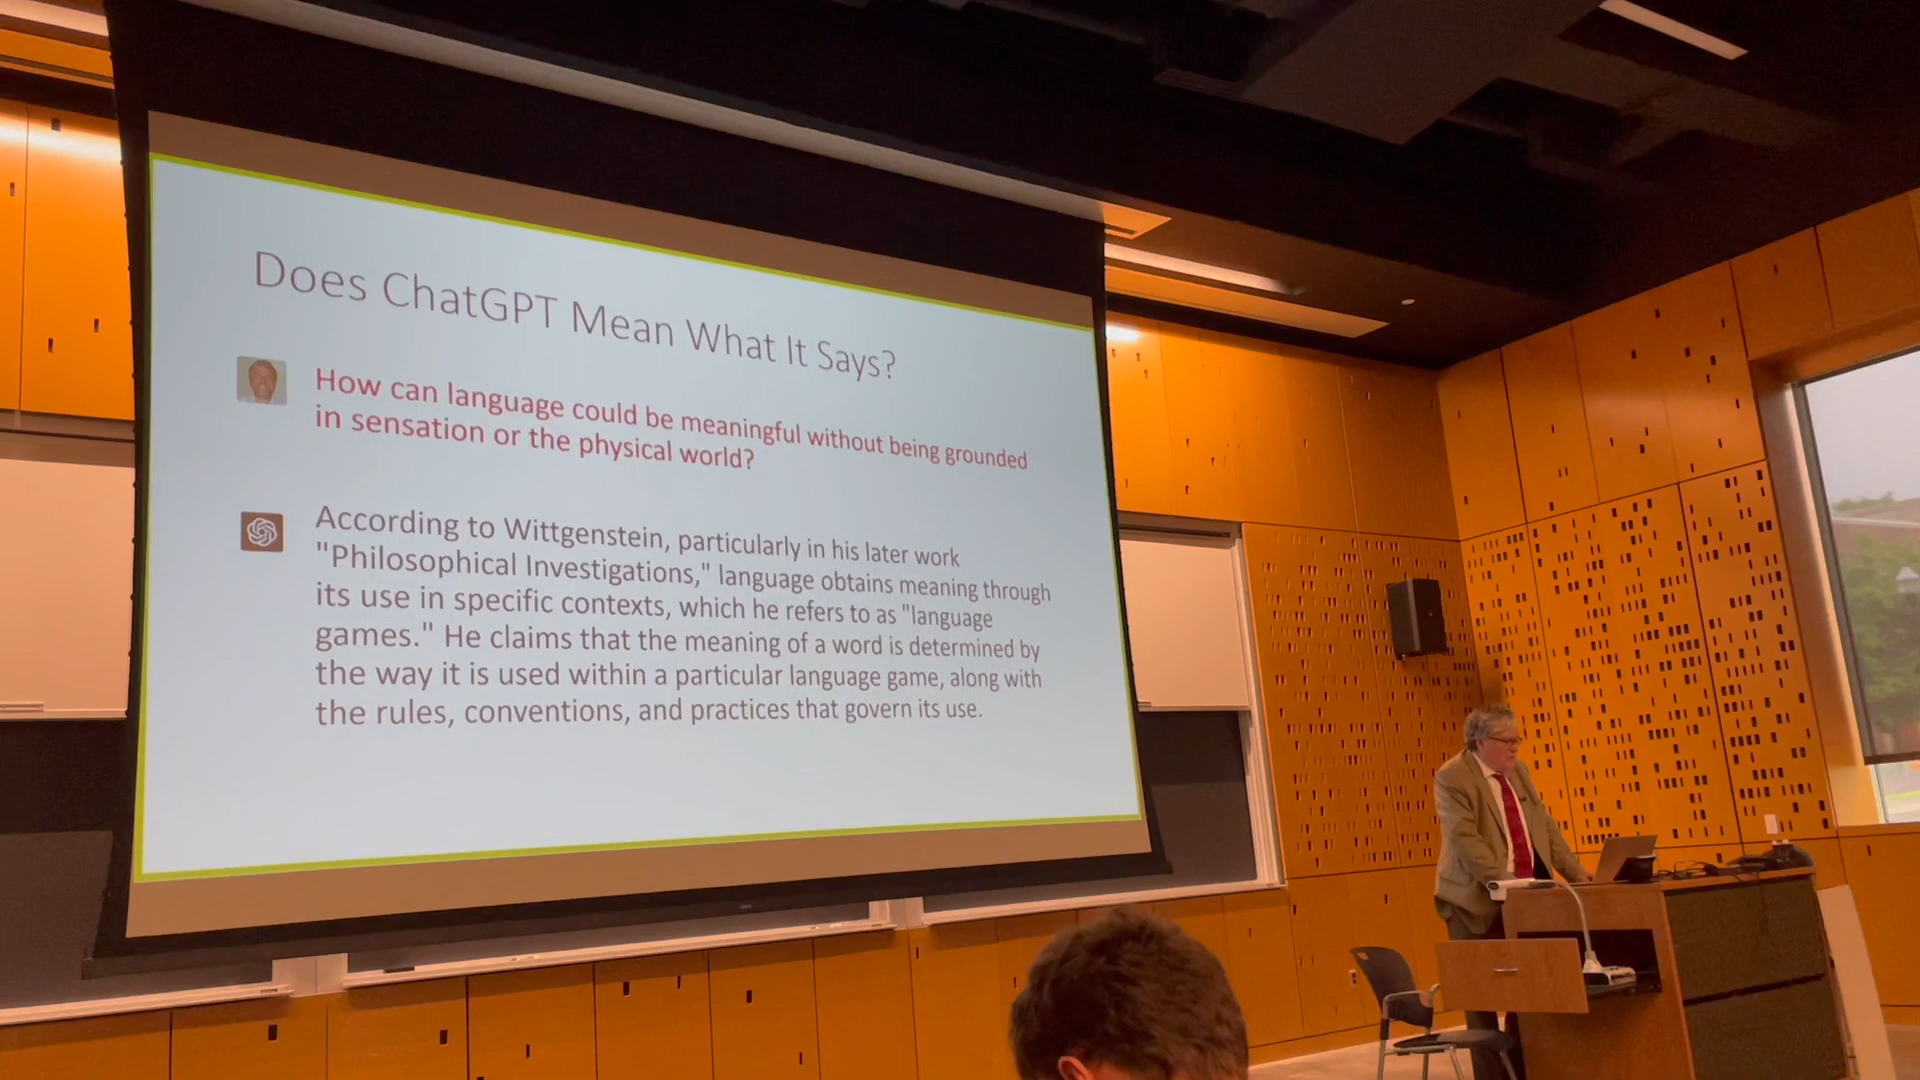 Does ChatGPT Mean What It Says?
How can language could be meaningful without being grounded
in sensation or the physical world?
According to Wittgenstein, particularly in his later work
"Philosophical Investigations," language obtains meaning through
its use in specific contexts, which he refers to as "language
games." He claims that the meaning of a word is determined by
the way it is used within a particular language game, along with
the rules, conventions, and practices that govern its use.